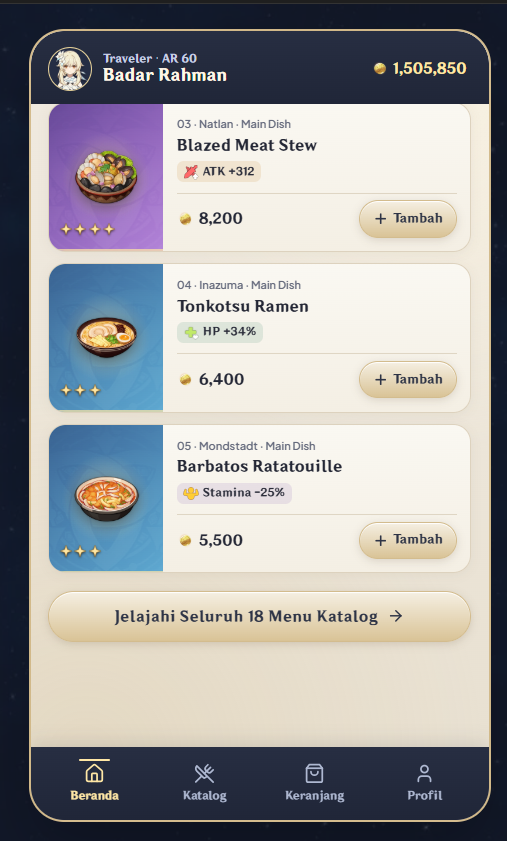 Traveler · AR 60
Badar Rahman
1,505,850
03 · Natlan · Main Dish
Blazed Meat Stew
ATK +312
8,200
+ Tambah
04 · Inazuma · Main Dish
Tonkotsu Ramen
HP +34%
6,400
+ Tambah
05 · Mondstadt · Main Dish
Barbatos Ratatouille
Stamina -25%
5,500
+ Tambah
Jelajahi Seluruh 18 Menu Katalog →
Beranda
Katalog
Keranjang
Profil